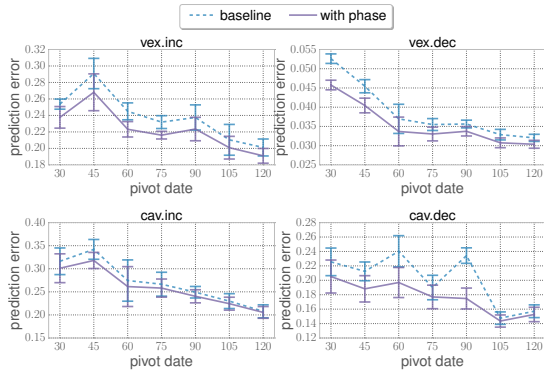 baseline with phase
vex.inc
0.32
0.30
0.28
0.26
0.24
0.22
0.20
0.18
prediction error
30 45 60 75 90 105 120
pivot date
vex.dec
0.055
0.050
0.045
0.040
0.035
0.030
0.025
prediction error
30 45 60 75 90 105 120
pivot date
cav.inc
0.40
0.35
0.30
0.25
0.20
0.15
prediction error
30 45 60 75 90 105 120
pivot date
cav.dec
0.28
0.26
0.24
0.22
0.20
0.18
0.16
0.14
0.12
prediction error
30 45 60 75 90 105 120
pivot date